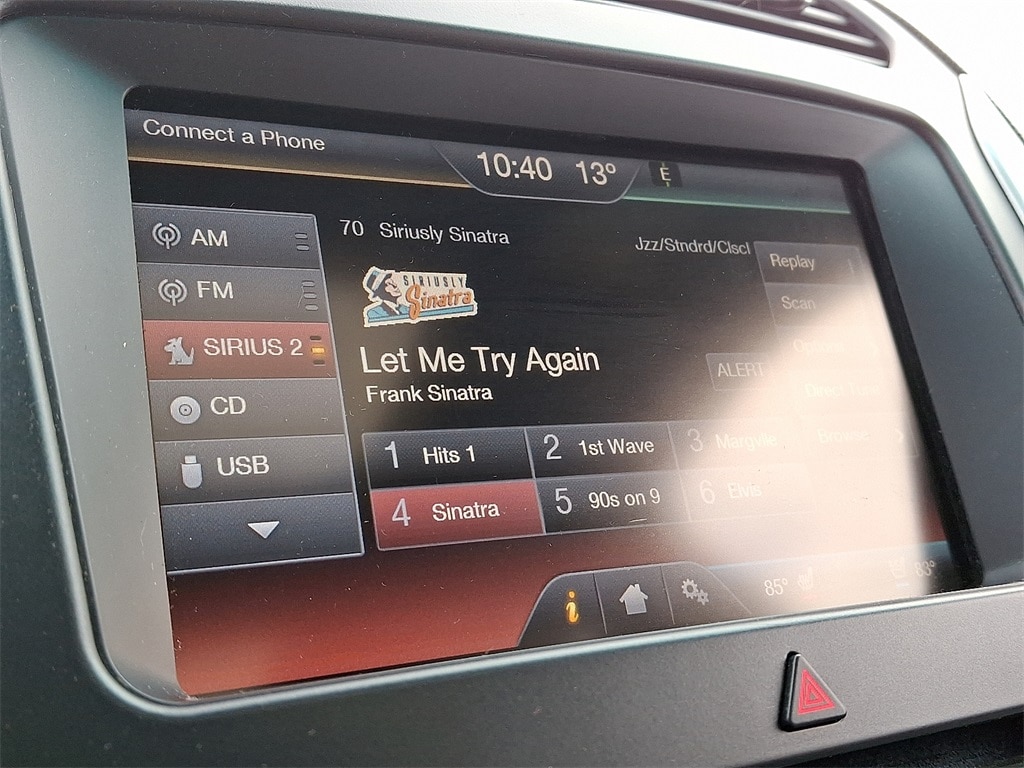 Connect a Phone
10:40 13°
E
70 Siriusly Sinatra
Jzz/Stndrd/Clscl
AM
FM
SIRIUS 2
CD
USB
SIRIUSLY
Sinatra
Let Me Try Again
Frank Sinatra
ALERT
Replay
Scan
Browse
1 Hits 1
2 1st Wave
3 Margvlle
4 Sinatra
5 90s on 9
6 Elvis
i
85°
83°